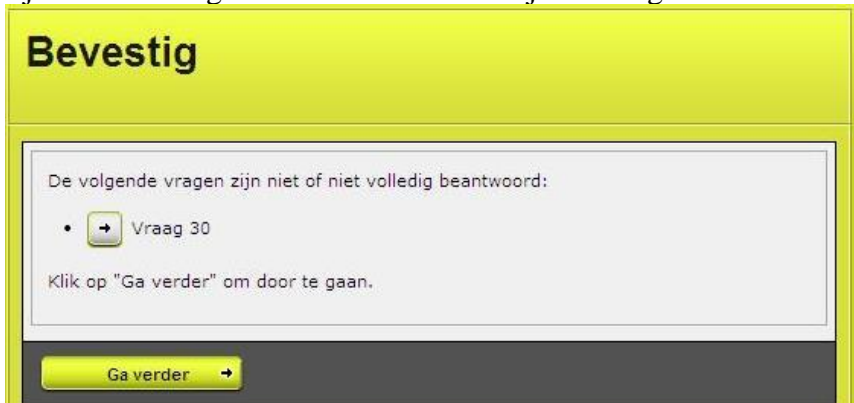 Bevestig
De volgende vragen zijn niet of niet volledig beantwoord:
• Vraag 30
Klik op "Ga verder" om door te gaan.
Ga verder